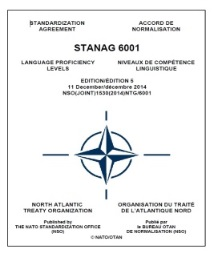 STANDARDIZATION AGREEMENT
ACCORD DE NORMALISATION
STANAG 6001
LANGUAGE PROFICIENCY LEVELS
NIVEAUX DE COMPÉTENCE LINGUISTIQUE
EDITION/ÉDITION 5
11 December/décembre 2014
NSO(JOINT)1530(2014)NTG/6001
NORTH ATLANTIC TREATY ORGANIZATION
ORGANISATION DU TRAITÉ DE L'ATLANTIQUE NORD
Published by
THE NATO STANDARDIZATION OFFICE
(NSO)
Publié par
le BUREAU OTAN
DE NORMALISATION (NSO)
© NATO/OTAN